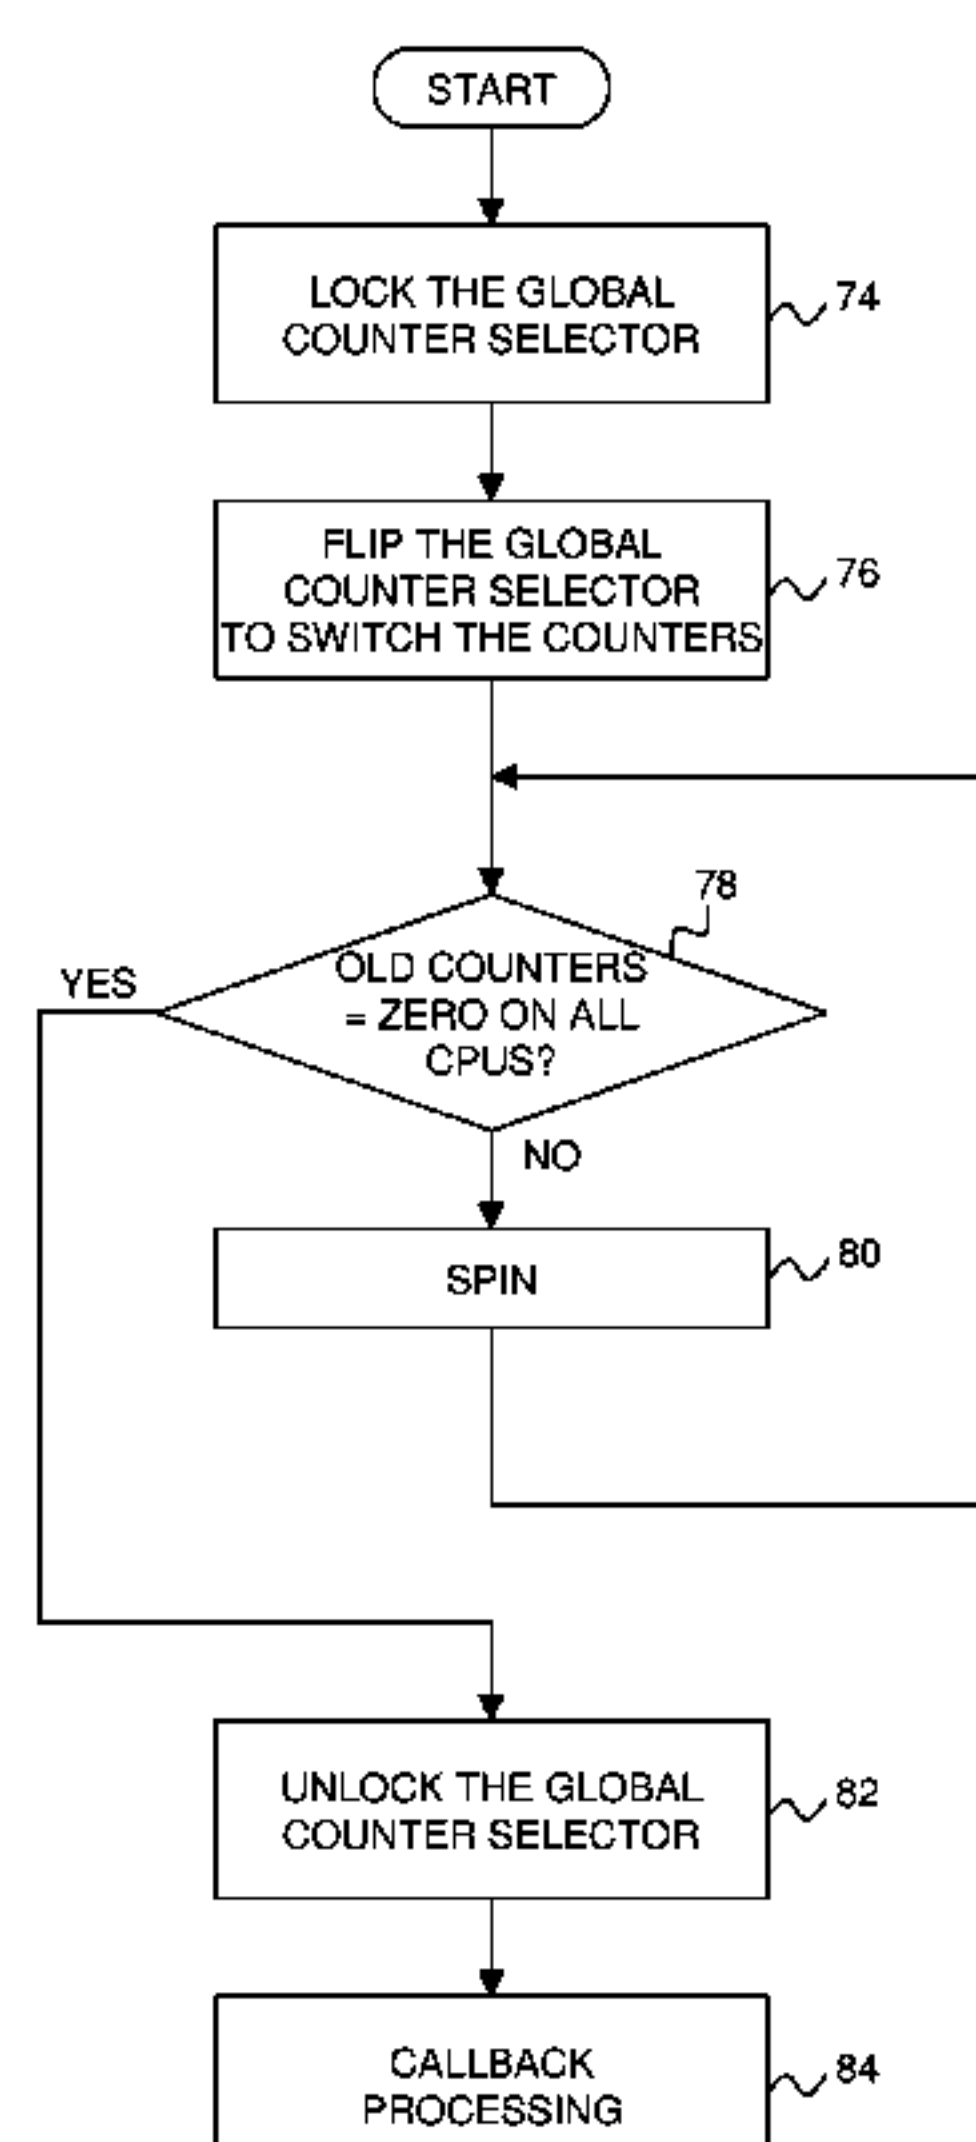 START
LOCK THE GLOBAL
COUNTER SELECTOR
74
FLIP THE GLOBAL
COUNTER SELECTOR
TO SWITCH THE COUNTERS
76
78
YES
OLD COUNTERS
= ZERO ON ALL
CPUS?
NO
SPIN
80
UNLOCK THE GLOBAL
COUNTER SELECTOR
82
CALLBACK
PROCESSING
84